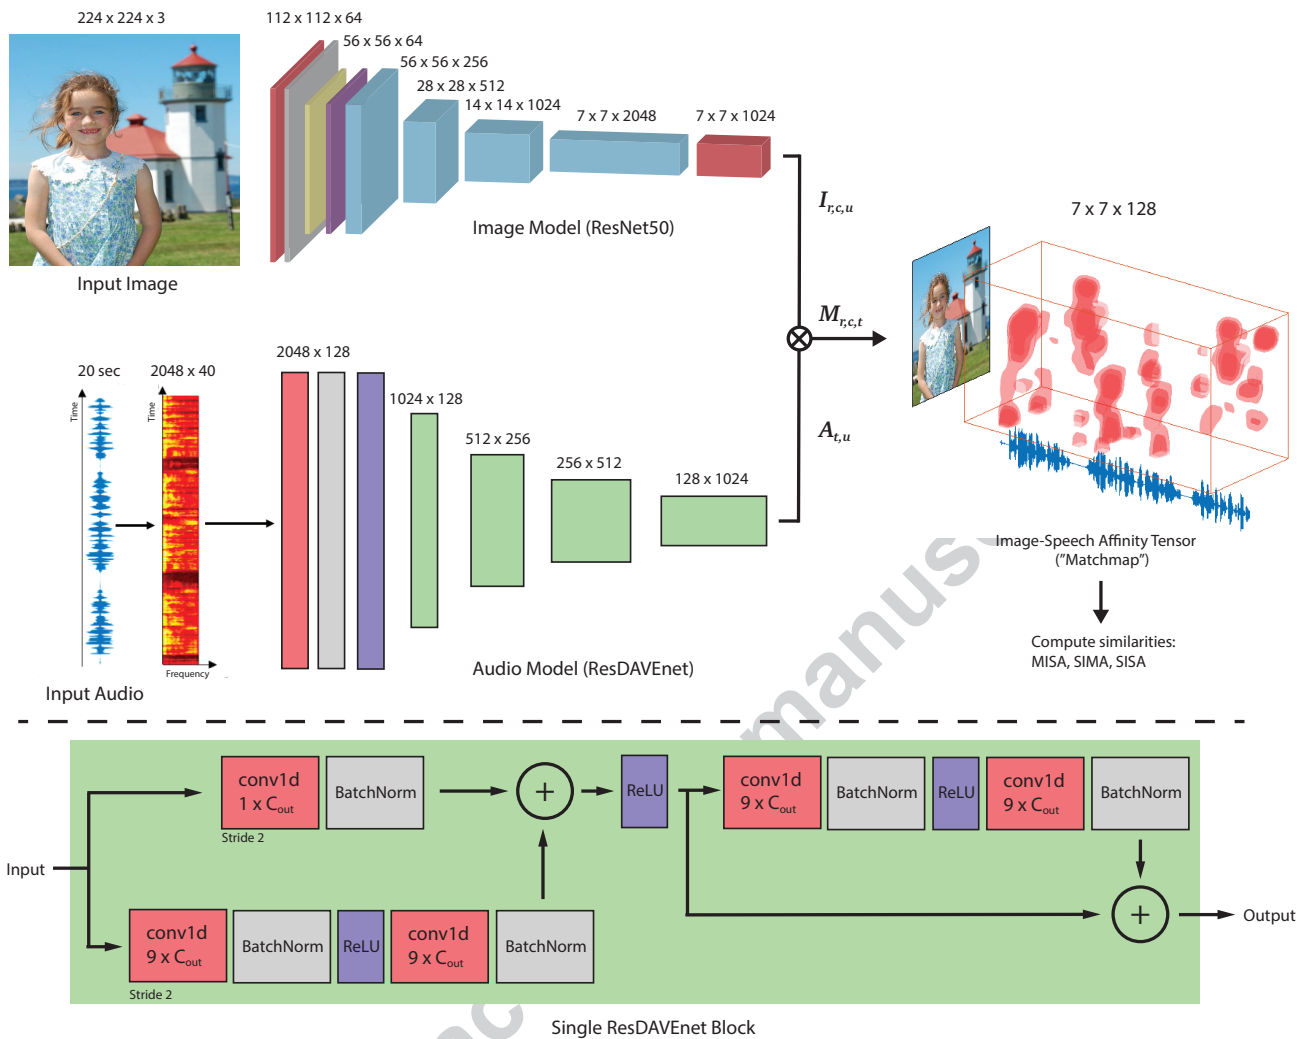 224 x 224 x 3
112 x 112 x 64
56 x 56 x 64
56 x 56 x 256
28 x 28 x 512
14 x 14 x 1024
7 x 7 x 2048
7 x 7 x 1024
Image Model (ResNet50)
Input Image
I r,c,u
M r,c,t
A t,u
7 x 7 x 128
20 sec
2048 x 40
2048 x 128
1024 x 128
512 x 256
256 x 512
128 x 1024
Time
Time
Frequency
Input Audio
Audio Model (ResDAVEnet)
Image-Speech Affinity Tensor
("Matchmap")
Compute similarities:
MISA, SIMA, SISA
manus
Input
conv1d
1 x Cout
Stride 2
BatchNorm
+
ReLU
conv1d
9 x Cout
BatchNorm
ReLU
conv1d
9 x Cout
BatchNorm
conv1d
9 x Cout
Stride 2
BatchNorm
ReLU
conv1d
9 x Cout
BatchNorm
+
Output
Single ResDAVEnet Block